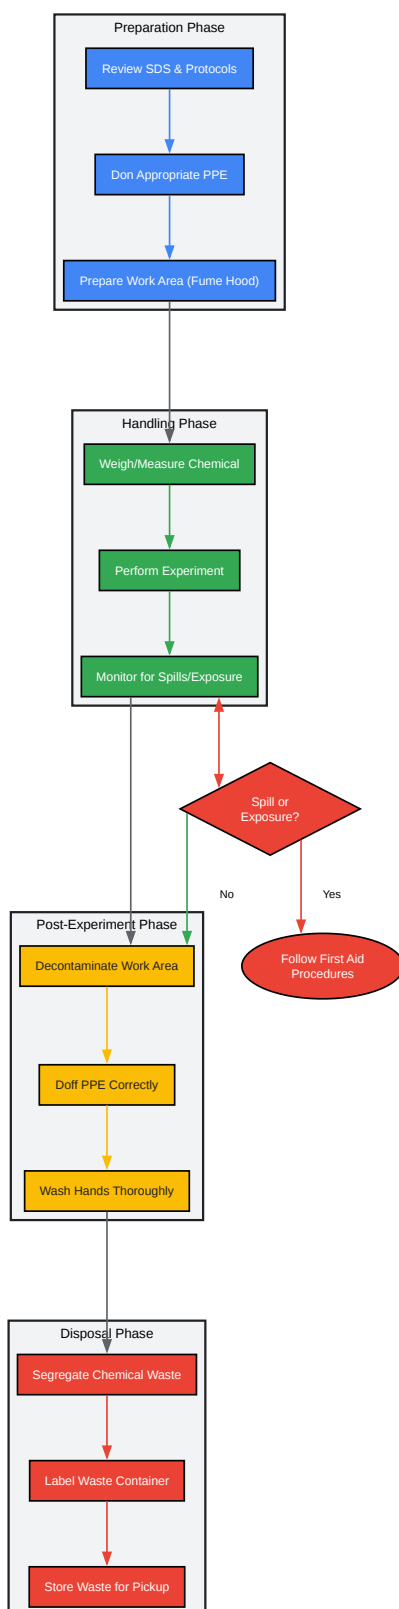 Preparation Phase
Review SDS & Protocols
Don Appropriate PPE
Prepare Work Area (Fume Hood)
Handling Phase
Weigh/Measure Chemical
Perform Experiment
Monitor for Spills/Exposure
Spill or
Exposure?
No
Yes
Post-Experiment Phase
Decontaminate Work Area
Follow First Aid
Procedures
Doff PPE Correctly
Wash Hands Thoroughly
Disposal Phase
Segregate Chemical Waste
Label Waste Container
Store Waste for Pickup